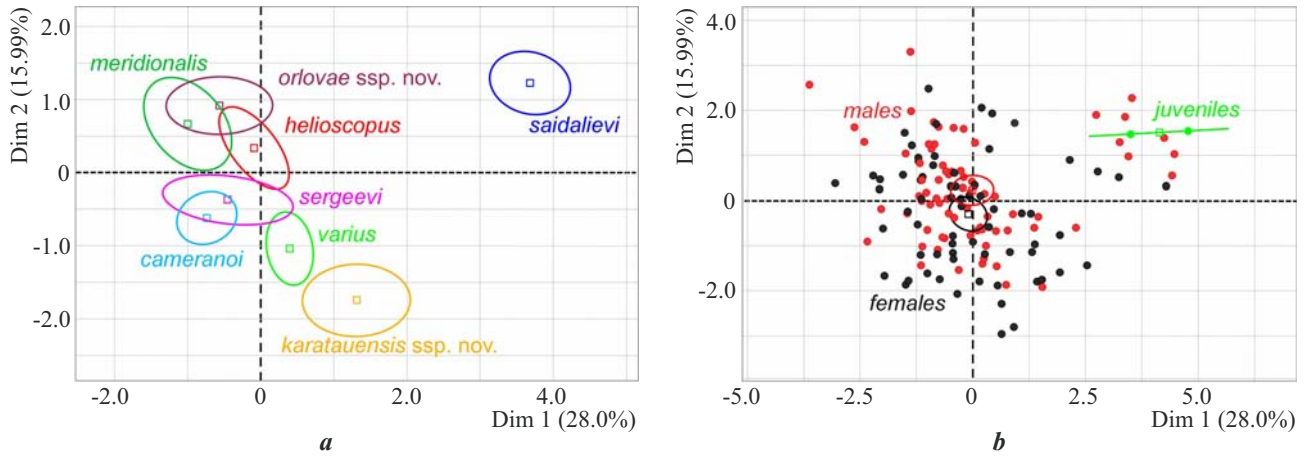 2.0
1.0
0
-1.0
-2.0
Dim 2 (15.99%)
meridionalis
orlovae ssp. nov.
helioscopus
saidalievi
sergeevi
cameranoi
varius
karatauensis ssp. nov.
-2.0 0 2.0 4.0
Dim 1 (28.0%)
a
4.0
2.0
0
-2.0
Dim 2 (15.99%)
males
juveniles
females
-5.0 -2.5 0 2.5 5.0
Dim 1 (28.0%)
b